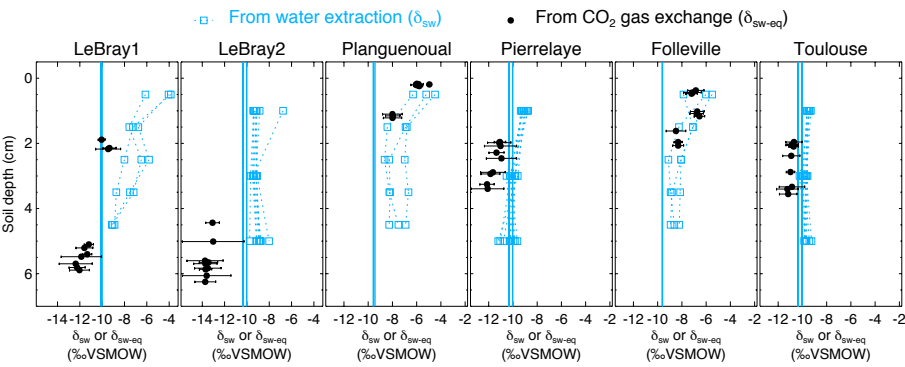 From water extraction (δsw)
From CO2 gas exchange (δsw-eq)
LeBray1 LeBray2 Planguenoual Pierrelaye Folleville Toulouse
Soil depth (cm)
0
2
4
6
-14 -12 -10 -8 -6 -4
-14 -12 -10 -8 -6 -4
-12 -10 -8 -6 -4 -2
-12 -10 -8 -6 -4 -2
-12 -10 -8 -6 -4 -2
-12 -10 -8 -6 -4 -2
δsw or δsw-eq δsw or δsw-eq δsw or δsw-eq δsw or δsw-eq δsw or δsw-eq δsw or δsw-eq
(‰VSMOW) (‰VSMOW) (‰VSMOW) (‰VSMOW) (‰VSMOW) (‰VSMOW)